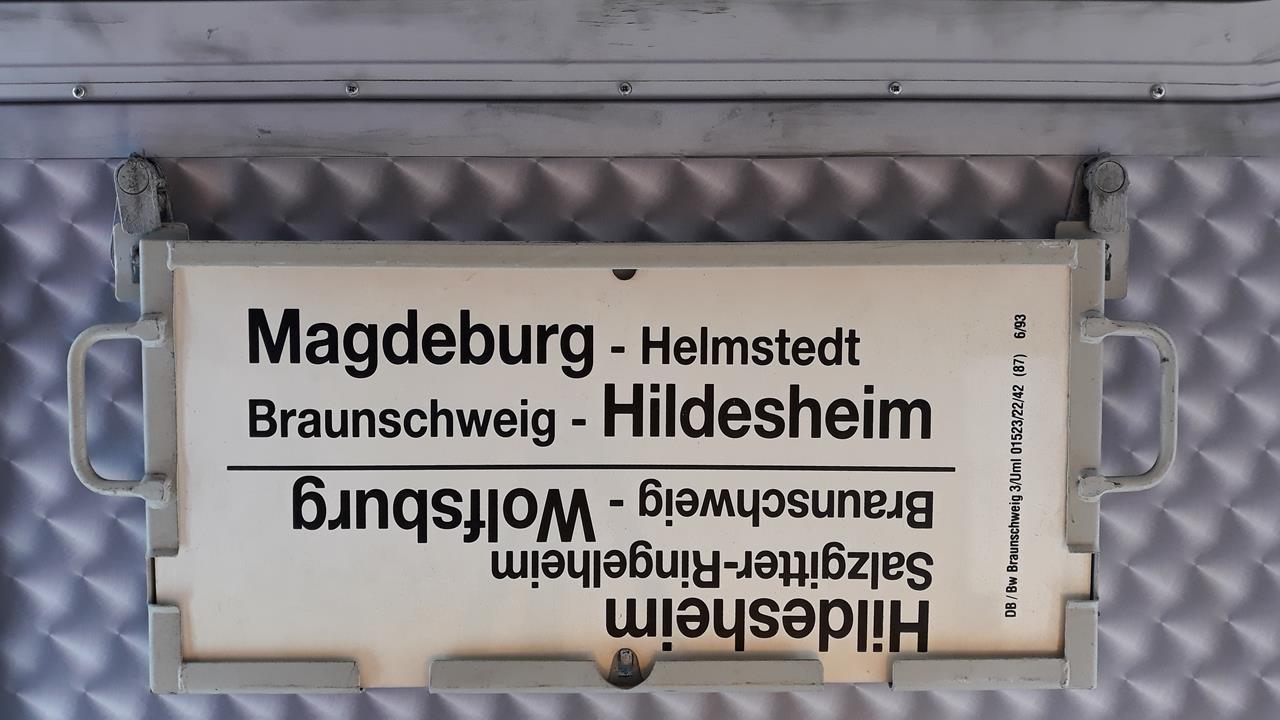 Magdeburg - Helmstedt
Braunschweig - Hildesheim
Hildesheim
Salzgitter-Ringelheim
Braunschweig - Wolfsburg
DB / Bw Braunschweig 3/Uml 01523/22/42 (87) 6/93